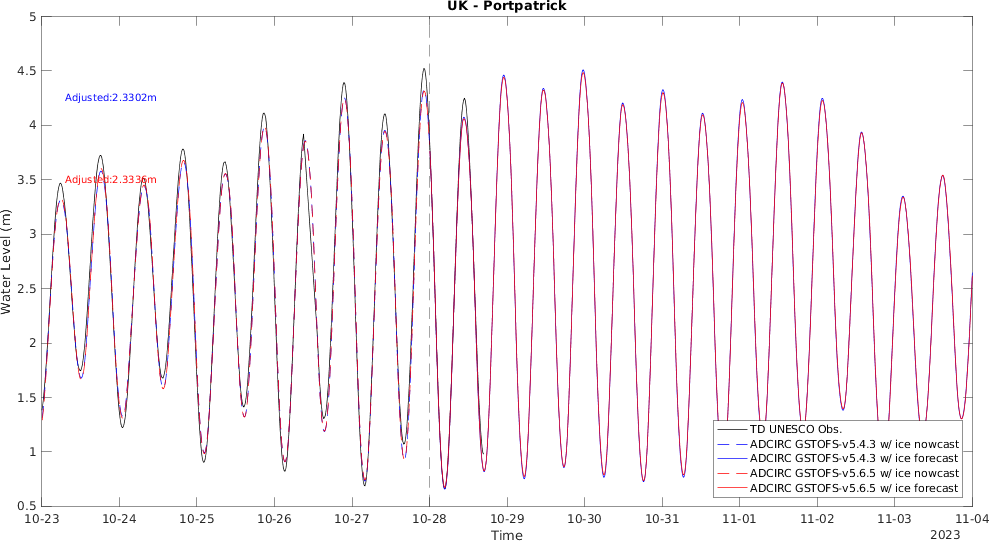 UK - Portpatrick
5
4.5
4
3.5
3
2.5
2
1.5
1
0.5
Water Level (m)
Adjusted:2.3302m
Adjusted:2.3336m
TD UNESCO Obs.
ADCIRC GSTOFS-v5.4.3 w/ ice nowcast
ADCIRC GSTOFS-v5.4.3 w/ ice forecast
ADCIRC GSTOFS-v5.6.5 w/ ice nowcast
ADCIRC GSTOFS-v5.6.5 w/ ice forecast
10-23 10-24 10-25 10-26 10-27 10-28 10-29 10-30 10-31 11-01 11-02 11-03 11-04
Time
2023